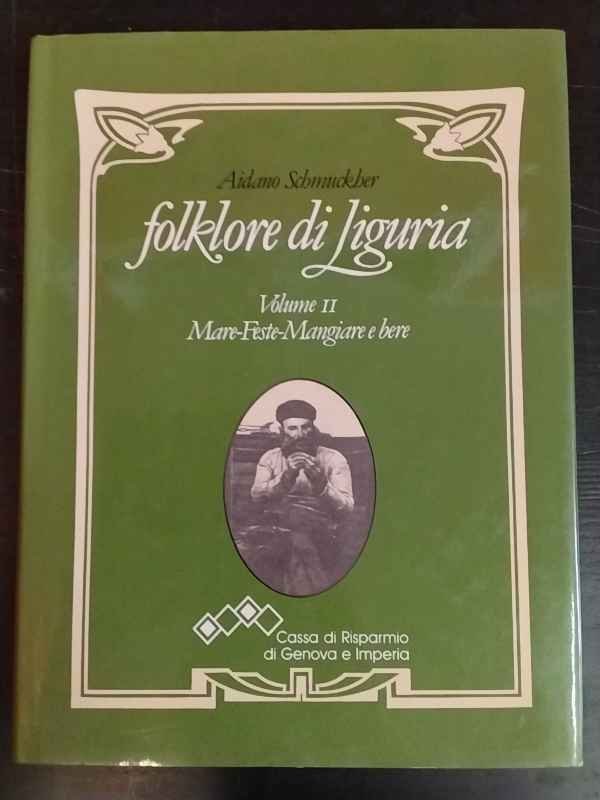 Aidano Schmuckher
folklore di Liguria
Volume II
Mare-Feste-Mangiare e bere
Cassa di Risparmio
di Genova e Imperia